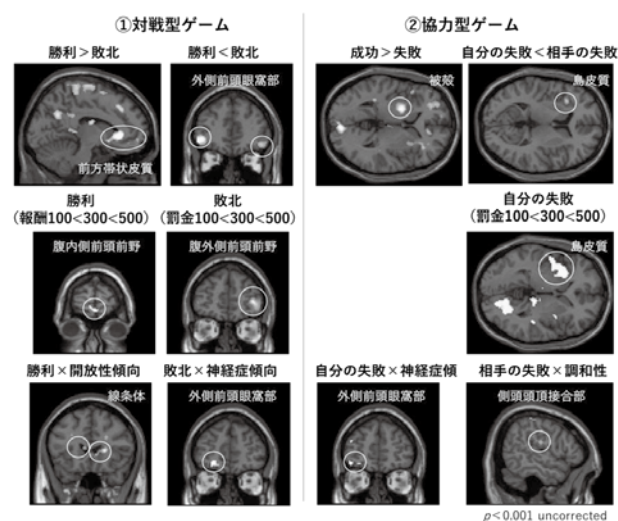 ①対戦型ゲーム
勝利>敗北
前方帯状皮質
勝利<敗北
外側前頭眼窩部
勝利
(報酬100<300<500)
腹内側前頭前野
敗北
(罰金100<300<500)
腹外側前頭前野
勝利×開放性傾向
線条体
敗北×神経症傾向
外側前頭眼窩部
②協力型ゲーム
成功>失敗
被殻
自分の失敗<相手の失敗
島皮質
自分の失敗
(罰金100<300<500)
島皮質
自分の失敗×神経症傾
外側前頭眼窩部
相手の失敗×調和性
側頭頭頂接合部
p<0.001 uncorrected